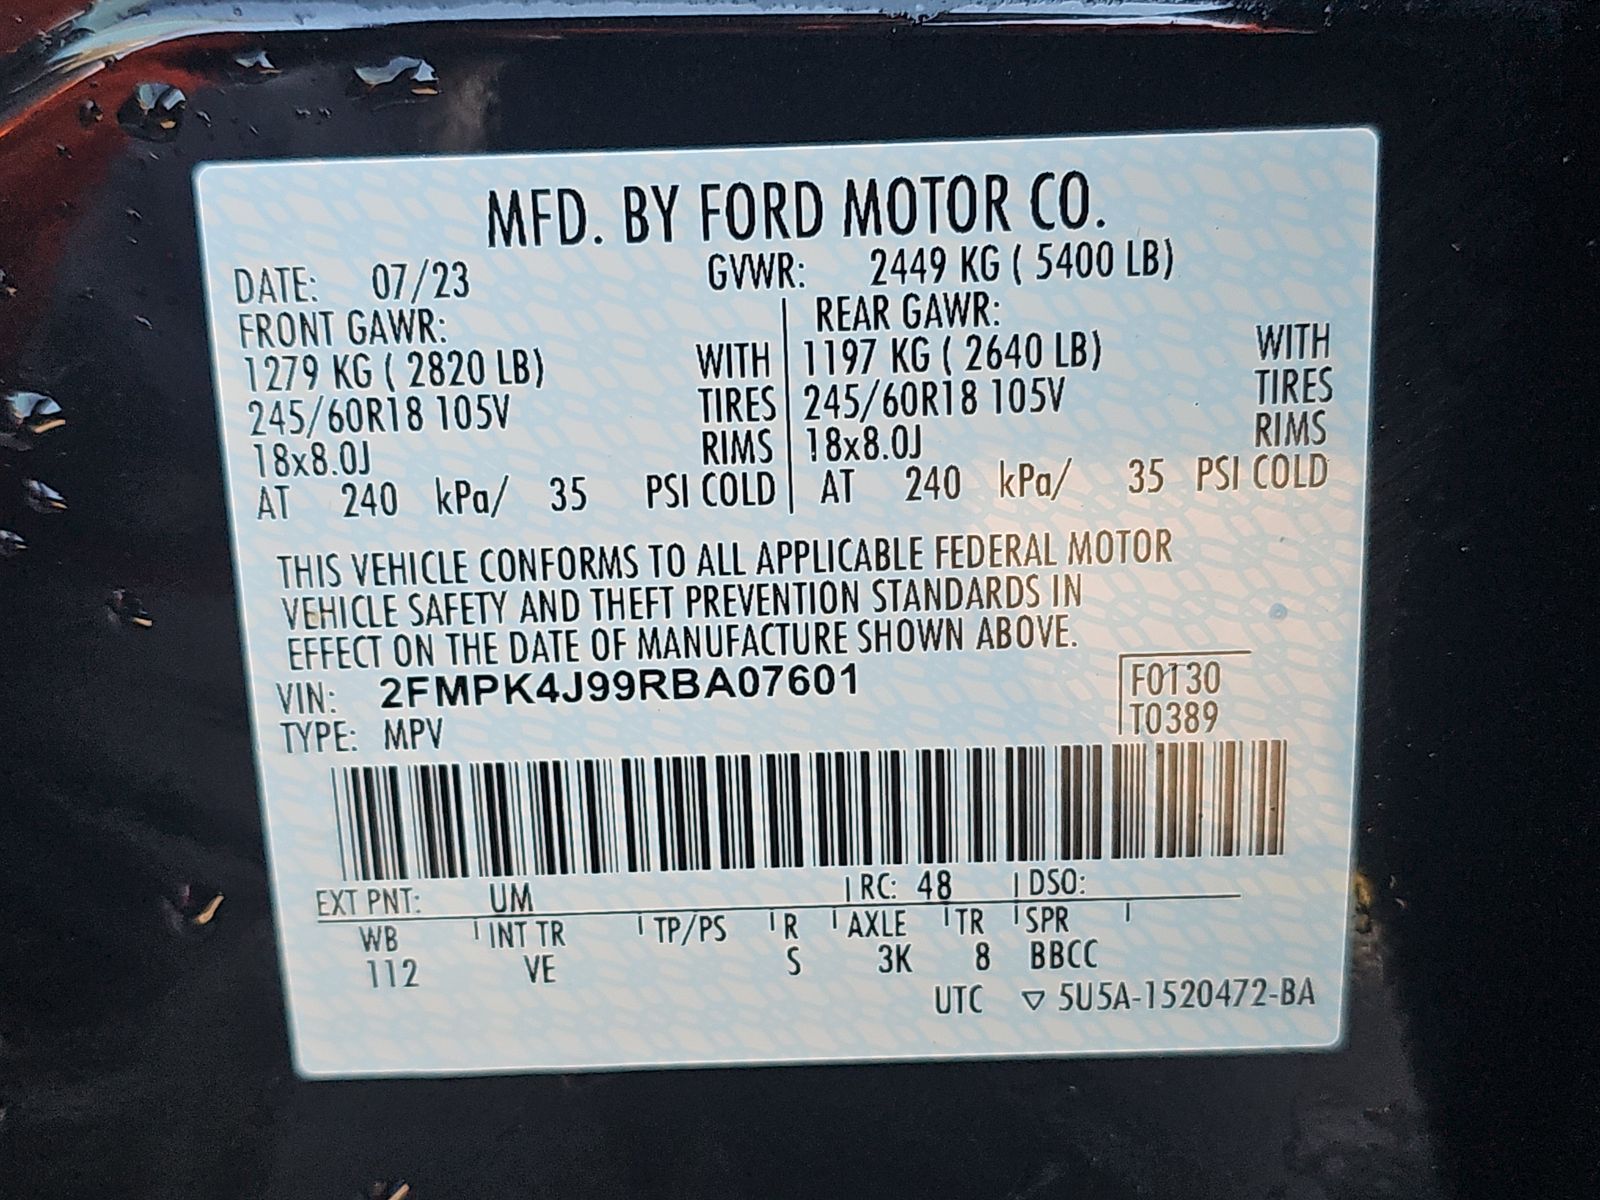 MFD. BY FORD MOTOR CO.
DATE: 07/23 GVWR: 2449 KG ( 5400 LB)
FRONT GAWR: REAR GAWR:
1279 KG ( 2820 LB) WITH 1197 KG ( 2640 LB) WITH
245/60R18 105V TIRES 245/60R18 105V TIRES
18x8.0J RIMS 18x8.0J RIMS
AT 240 kPa/ 35 PSI COLD AT 240 kPa/ 35 PSI COLD
THIS VEHICLE CONFORMS TO ALL APPLICABLE FEDERAL MOTOR
VEHICLE SAFETY AND THEFT PREVENTION STANDARDS IN
EFFECT ON THE DATE OF MANUFACTURE SHOWN ABOVE.
VIN: 2FMPK4J99RBA07601 F0130
TYPE: MPV T0389
EXT PNT: UM RC: 48 DSO:
WB INT TR TP/PS R AXLE TR SPR
112 VE S 3K 8 BBCC
UTC ▽ 5U5A-1520472-BA